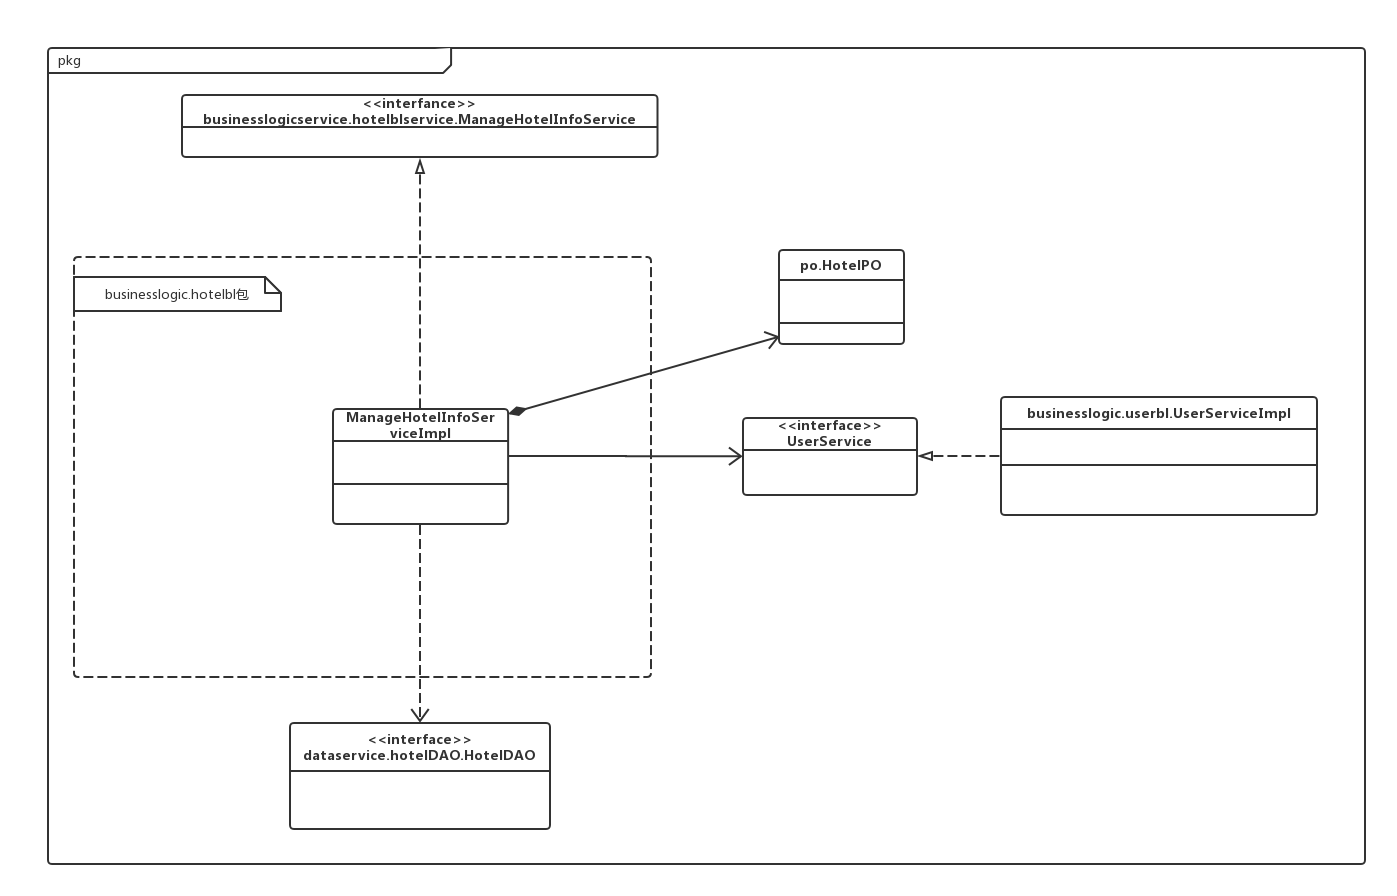 pkg
<<interfance>>
businesslogicservice.hotelblservice.ManageHotelInfoService
businesslogic.hotelbl包
po.HotelPO
ManageHotelInfoSer
viceImpl
<<interface>>
UserService
businesslogic.userbl.UserServiceImpl
<<interface>>
dataservice.hotelDAO.HotelDAO